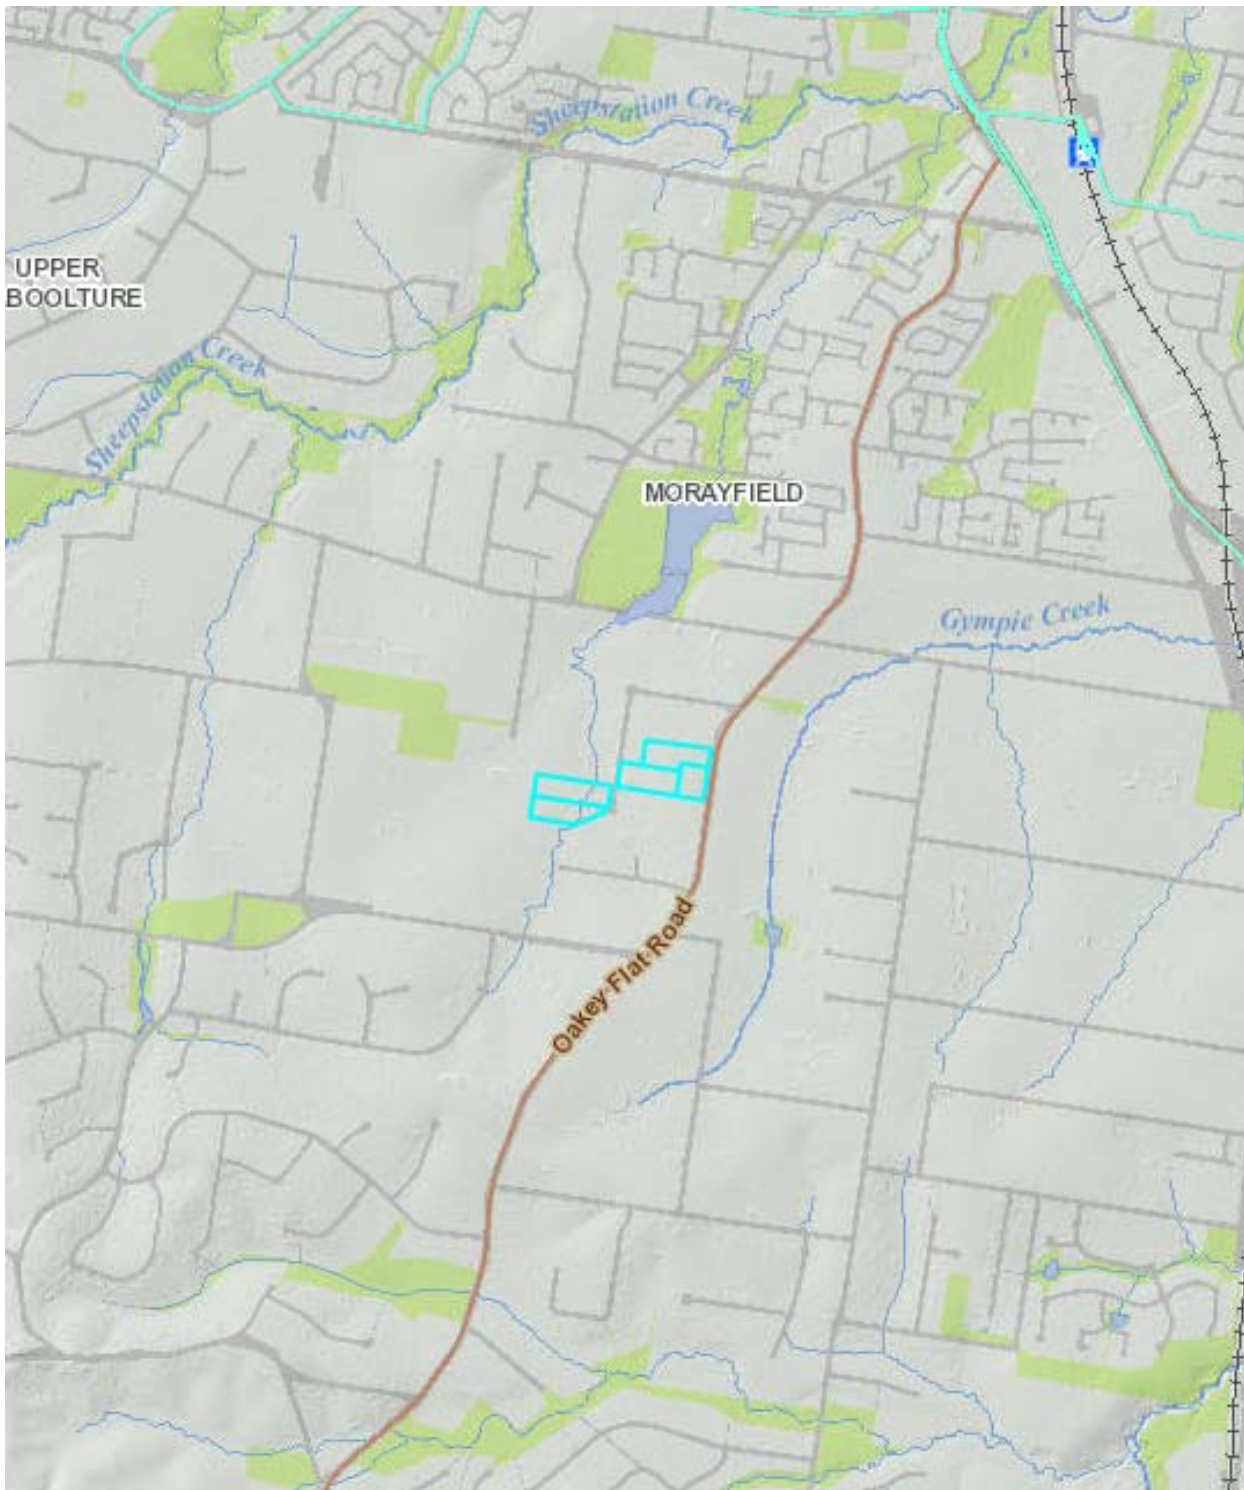 Sheepstation Creek
UPPER
BOOLTURE
Sheepstation Creek
MORAYFIELD
Gympie Creek
Oakey Flat Road